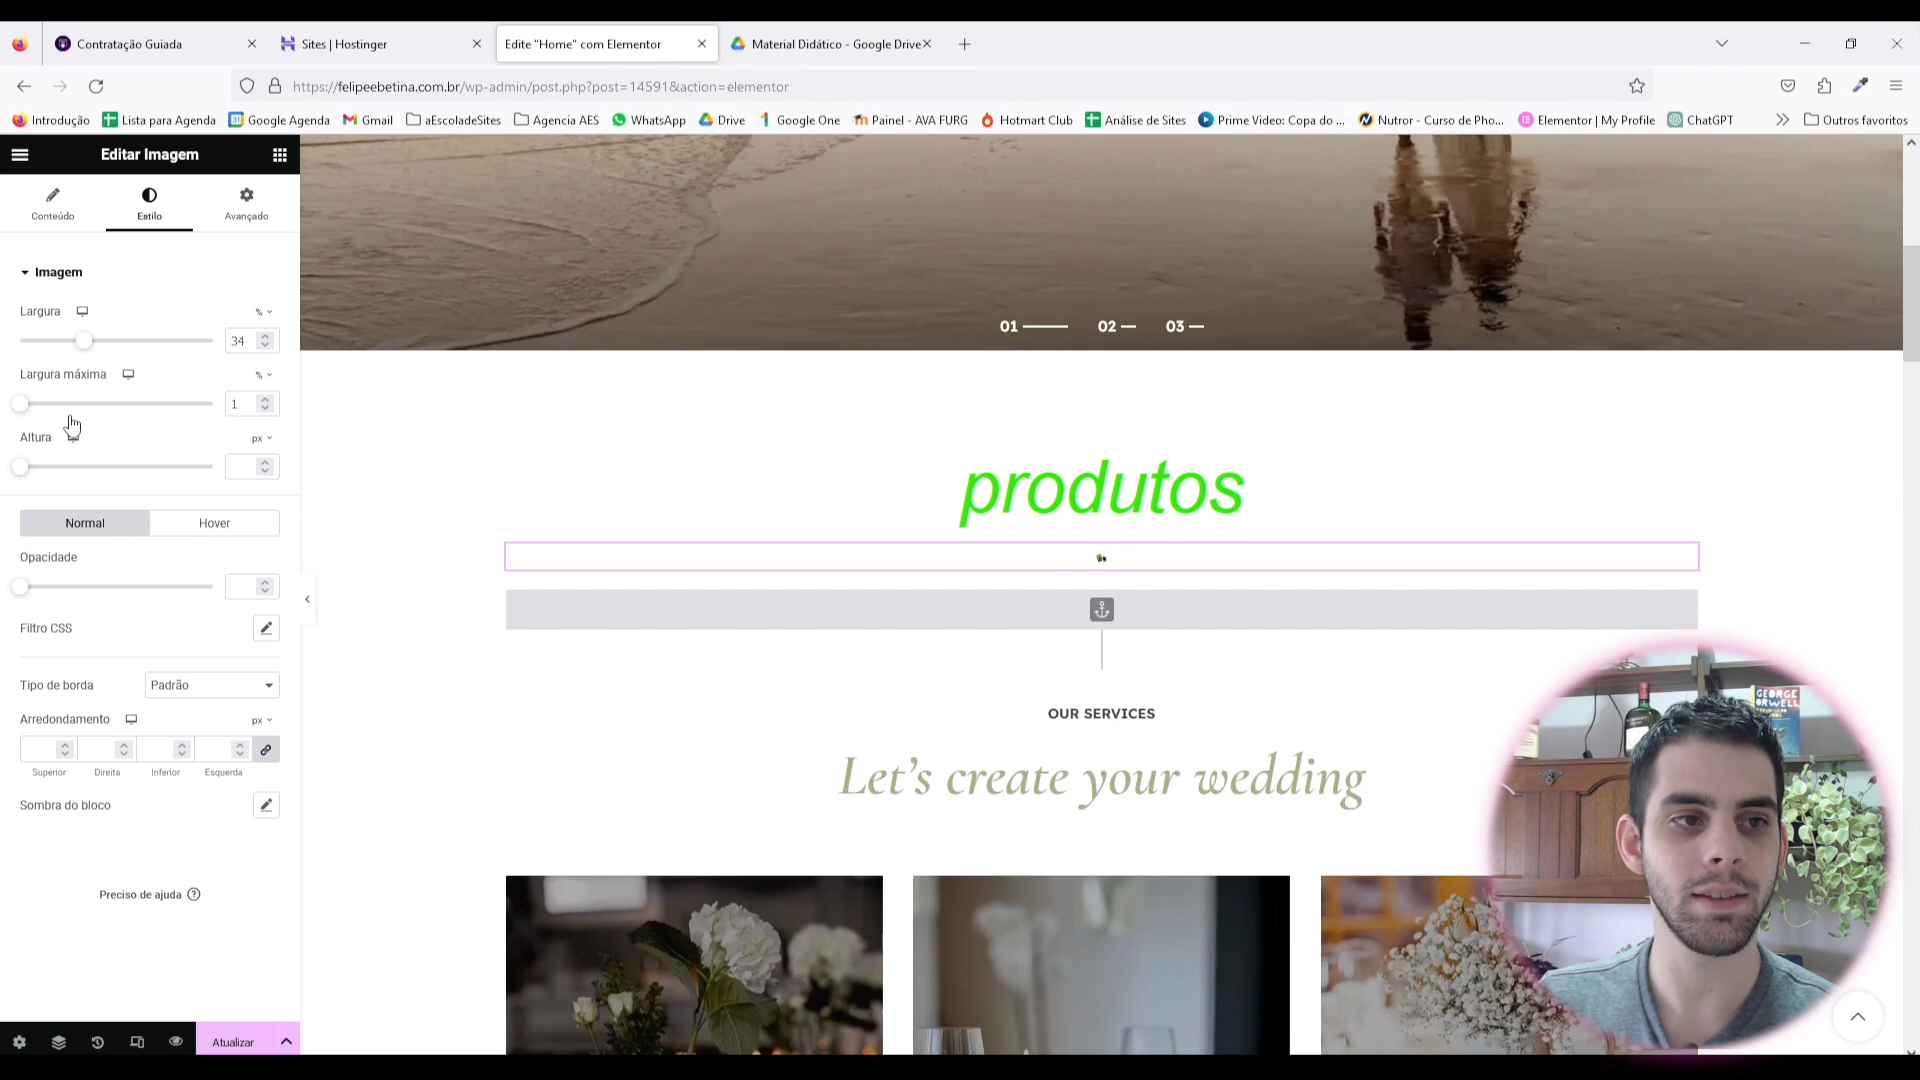 Contratação Guiada
Sites | Hostinger
Edite "Home" com Elementor
Material Didático - Google Drive
https://felipeebetina.com.br/wp-admin/post.php?post=14591&action=elementor
Introdução
Lista para Agenda
Google Agenda
Gmail
aEscoladeSites
Agencia AES
WhatsApp
Drive
Google One
Painel - AVA FURG
Hotmart Club
Análise de Sites
Prime Video: Copa do ...
Nutror - Curso de Pho...
Elementor | My Profile
ChatGPT
Outros favoritos
Editar Imagem
Conteúdo
Estilo
Avançado
Imagem
Largura
%
34
Largura máxima
%
1
Altura
px
Normal
Hover
Opacidade
Filtro CSS
Tipo de borda
Padrão
Arredondamento
px
Superior
Direita
Inferior
Esquerda
Sombra do bloco
Preciso de ajuda
Atualizar
01
02
03
produtos
OUR SERVICES
Let's create your wedding
GEORGE
ORWELL